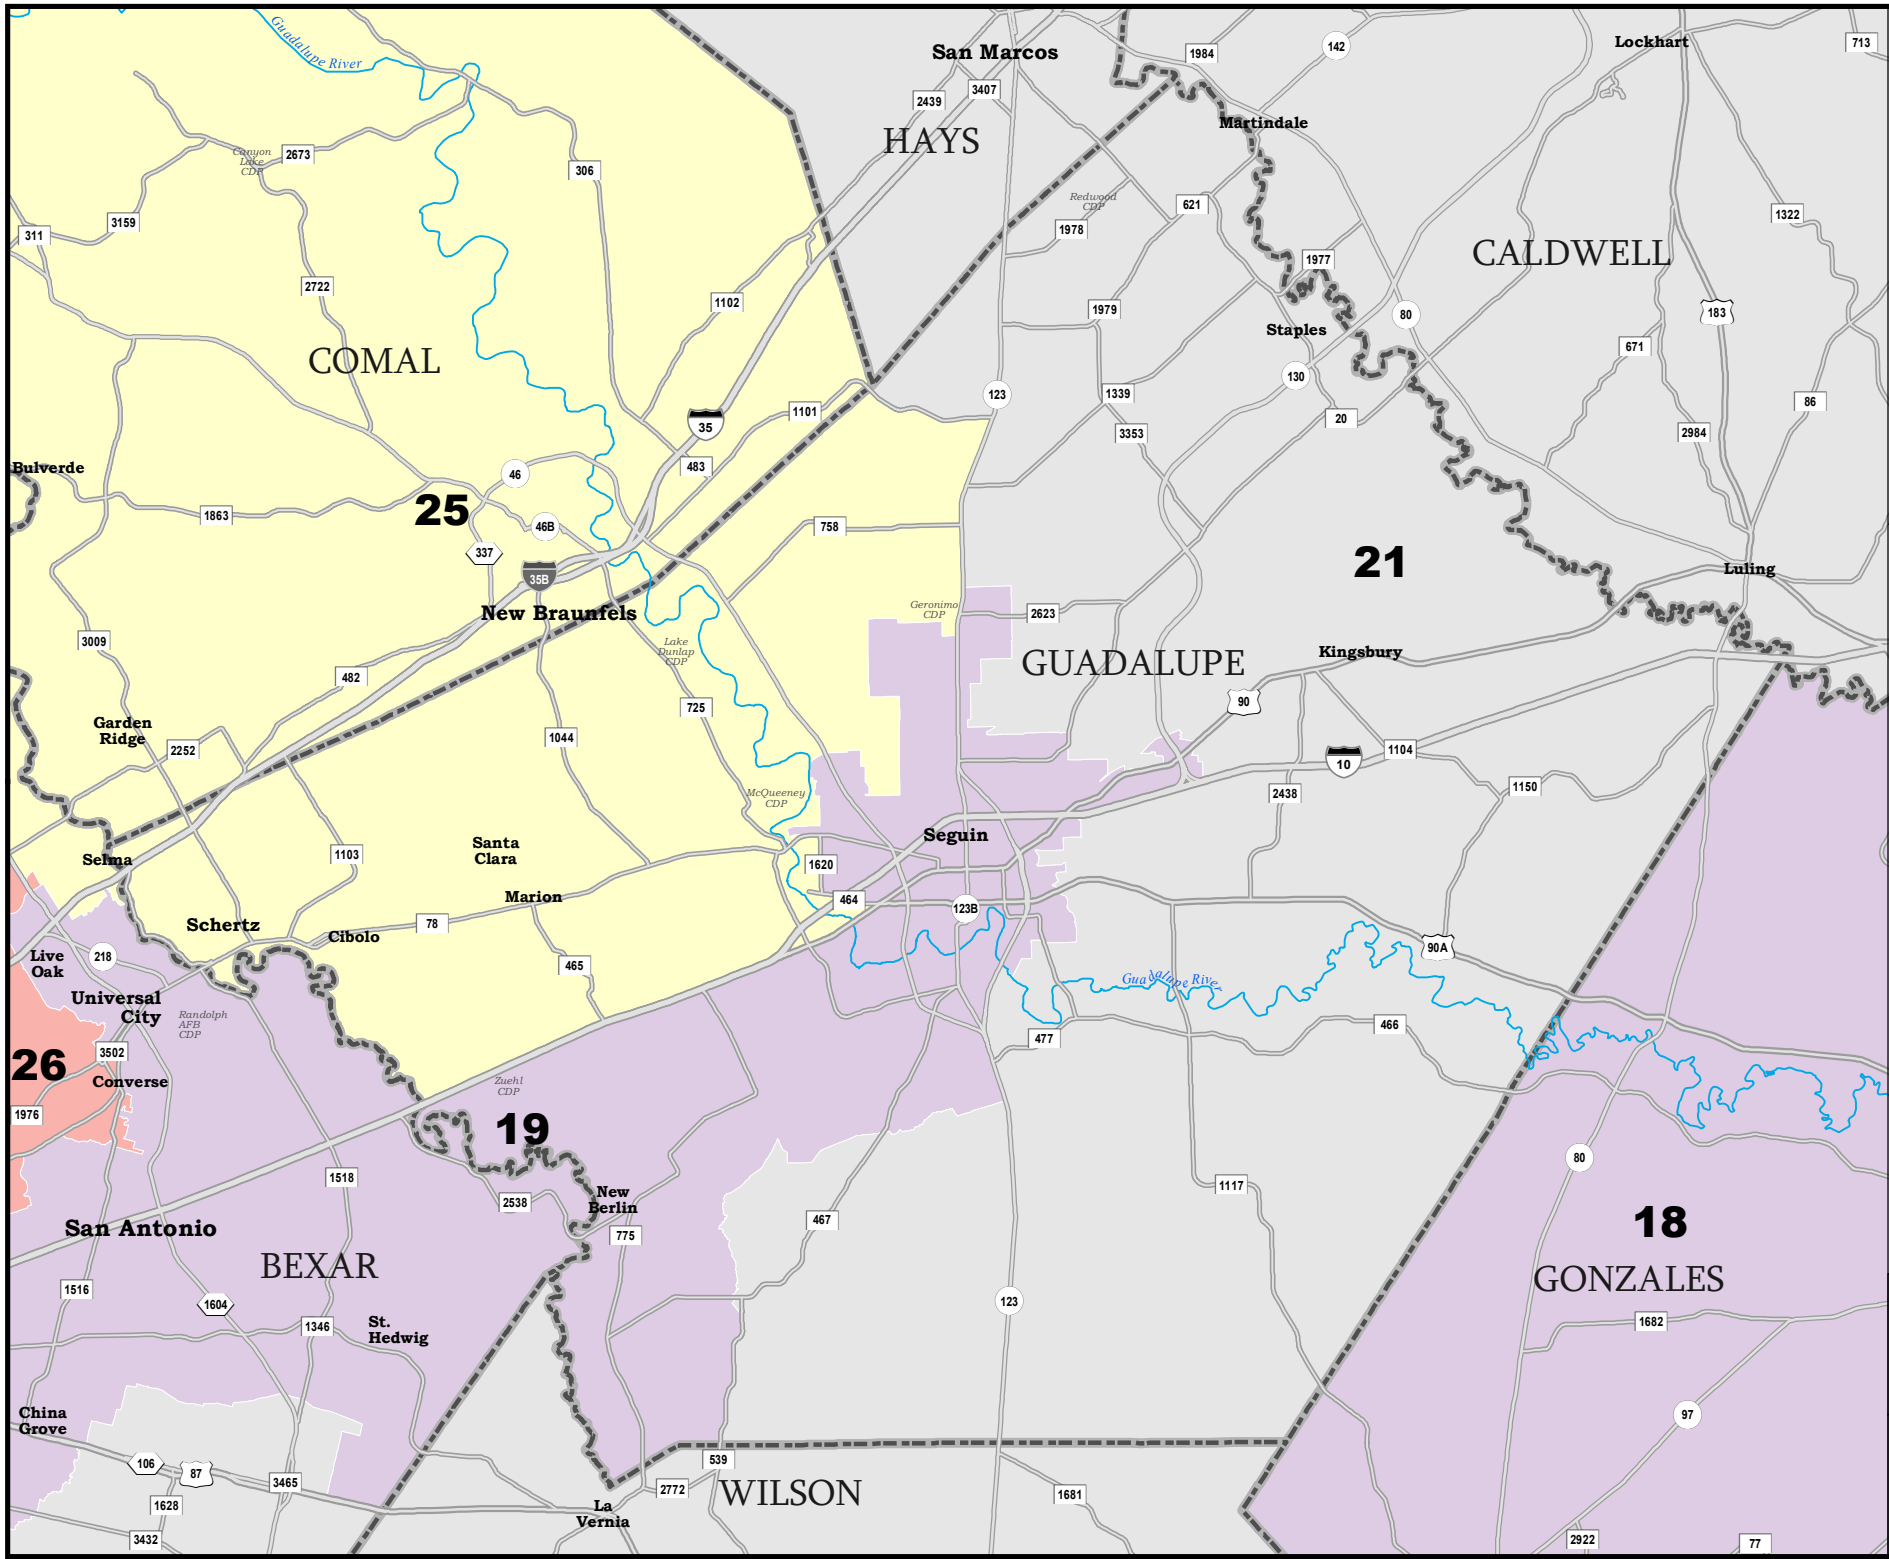 Guadalupe River
San Marcos
1984
142
Lockhart
713
2439
3407
HAYS
Martindale
Canyon
Lake
CDP
2673
306
Redwood
CDP
621
1978
1322
3159
311
1977
CALDWELL
2722
1102
1979
80
183
Staples
COMAL
671
130
123
1339
86
1101
35
20
3353
2984
Bulverde
46
483
25
1863
46B
758
337
21
35B
Luling
New Braunfels
Geronimo
CDP
2623
3009
Lake
Dunlap
CDP
Kingsbury
GUADALUPE
482
90
725
Garden
Ridge
2252
1044
1104
10
1150
McQueeney
CDP
2438
Seguin
Selma
1103
Santa
Clara
1620
Marion
464
123B
Schertz
78
Cibolo
90A
Live
Oak
218
465
Guadalupe River
Universal
City
Randolph
AFB
CDP
466
477
3502
26
Converse
Zuehl
CDP
1976
19
80
1518
1117
2538
New
Berlin
467
18
San Antonio
775
BEXAR
GONZALES
1516
1604
123
1346
St.
Hedwig
1682
China
Grove
97
106
87
539
3465
2772
WILSON
1681
1628
La
Vernia
3432
2922
77